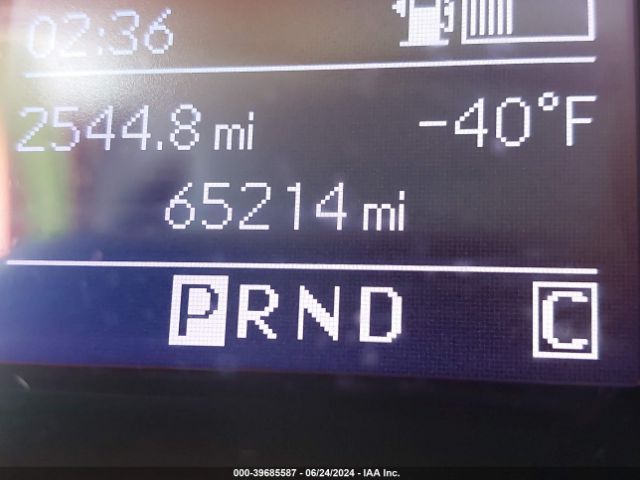 02:36
2544.8 mi -40°F
65214 mi
PRND C
000-39685587 - 06/24/2024 - IAA Inc.